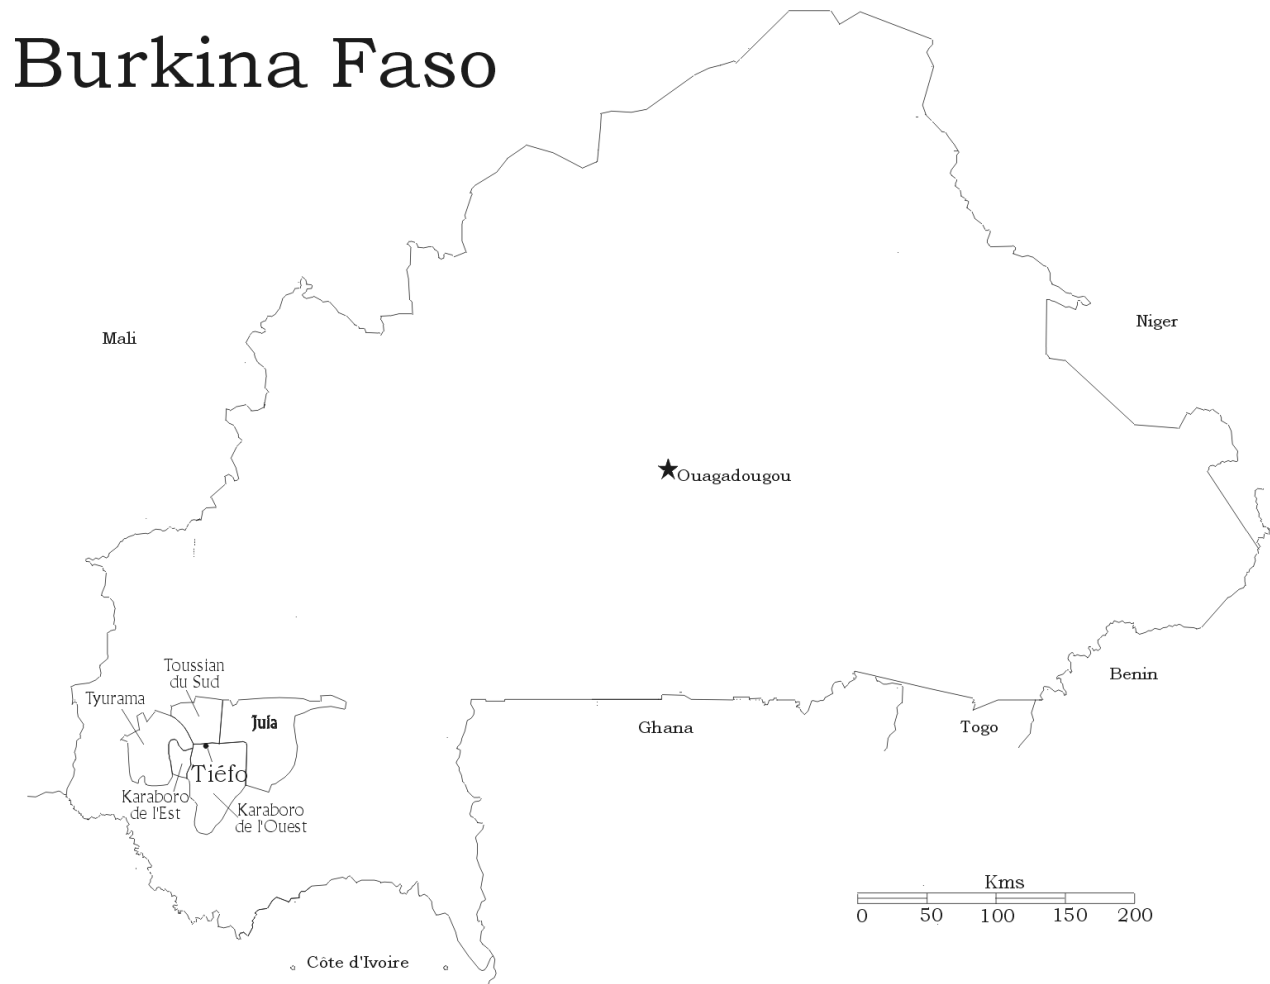 Burkina Faso
Mali
Niger
Ouagadougou
Toussian
du Sud
Tyurama
Benin
Jula
Ghana
Togo
Tiéfo
Karaboro
de l'Est
Karaboro
de l'Ouest
Kms
0 50 100 150 200
Côte d'Ivoire